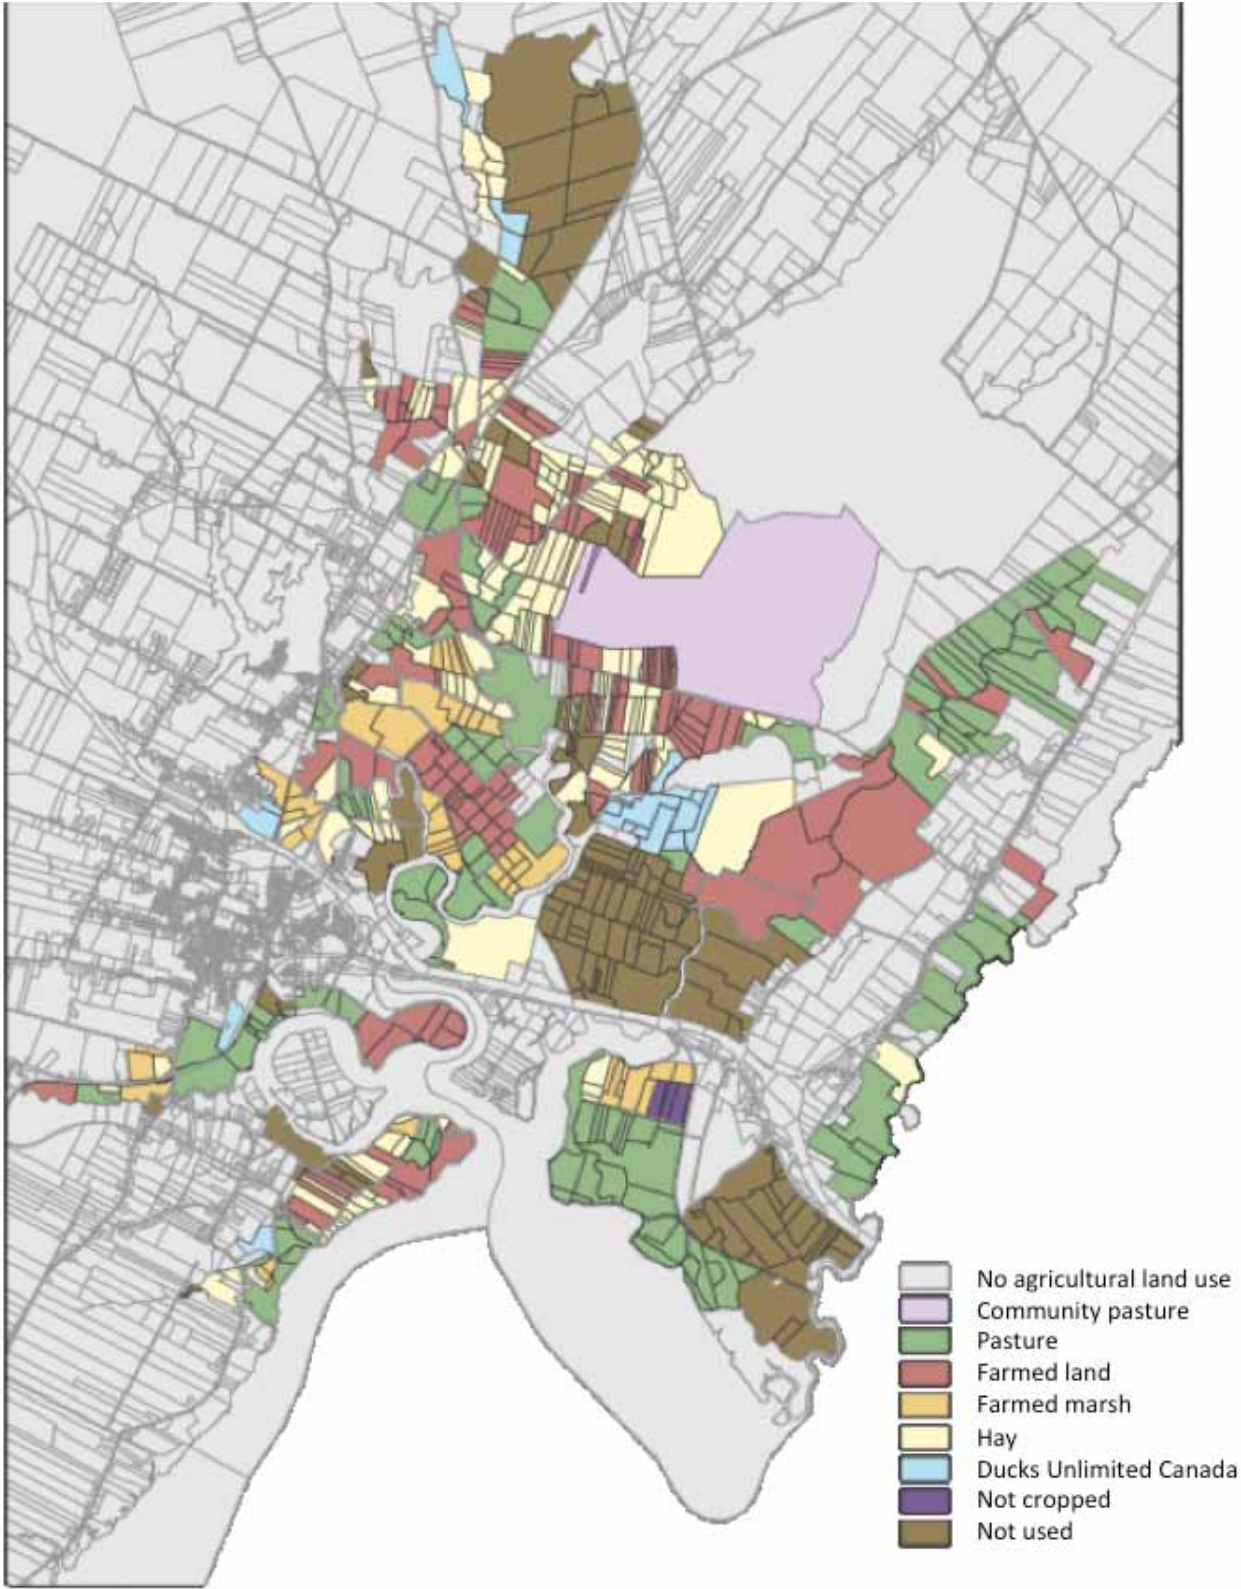 No agricultural land use
Community pasture
Pasture
Farmed land
Farmed marsh
Hay
Ducks Unlimited Canada
Not cropped
Not used